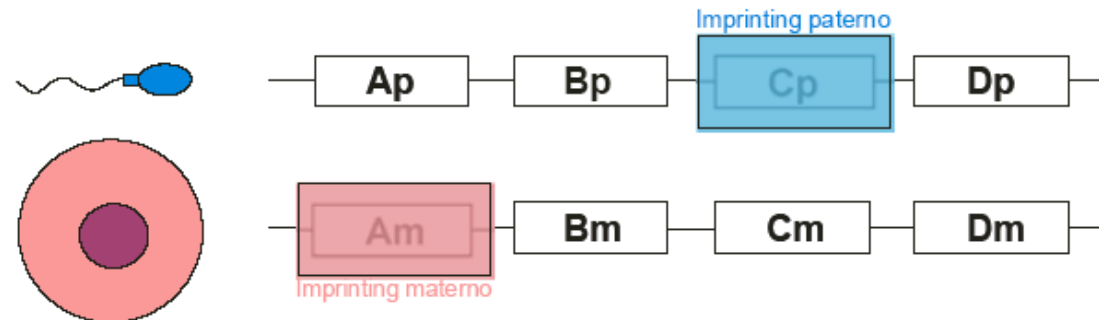 Imprinting paterno
Ap Bp Cp Dp
Am Bm Cm Dm
Imprinting materno